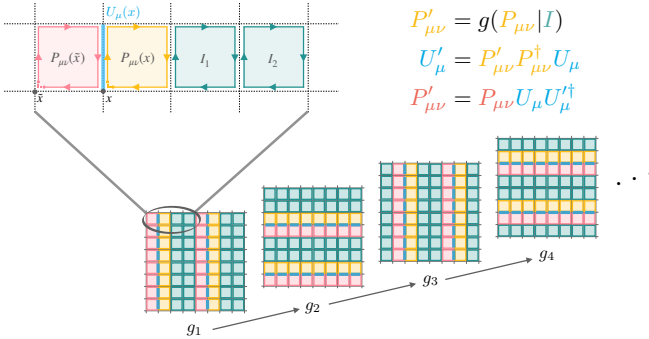 U_μ(x)
P_μν(x̃) P_μν(x) I_1 I_2
x̃ x
P′_μν = g(P_μν|I)
U′_μ = P′_μν P†_μν U_μ
P′_μν = P_μν U_μ U′†_μ
. . .
g_1 g_2 g_3 g_4